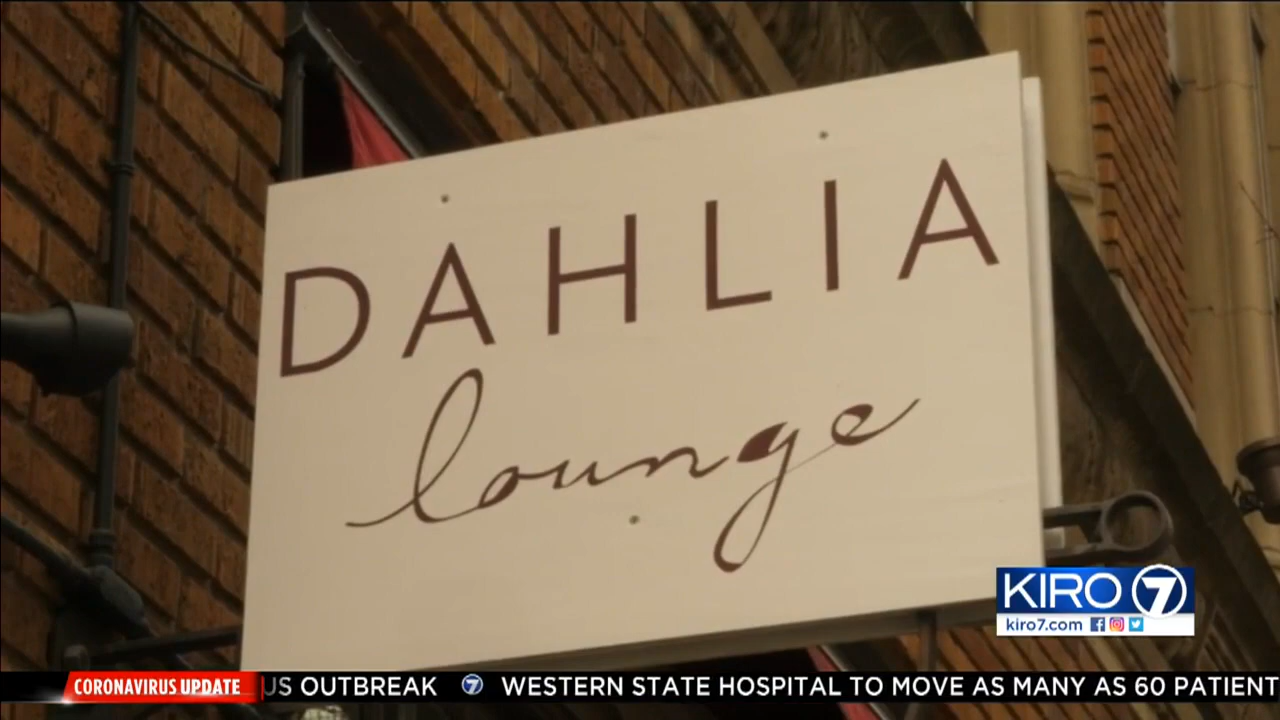 DAHLIA
lounge
KIRO 7
kiro7.com
CORONAVIRUS UPDATE
US OUTBREAK 7 WESTERN STATE HOSPITAL TO MOVE AS MANY AS 60 PATIENT